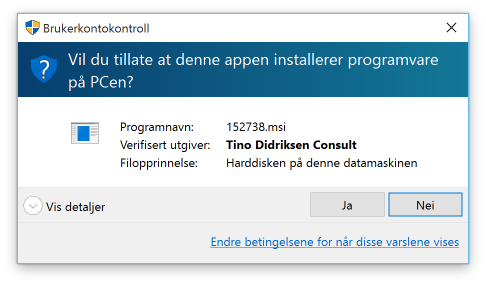 Brukerkontokontroll
Vil du tillate at denne appen installerer programvare
på PCen?
Programnavn: 152738.msi
Verifisert utgiver: Tino Didriksen Consult
Filopprinnelse: Harddisken på denne datamaskinen
Vis detaljer
Ja
Nei
Endre betingelsene for når disse varslene vises